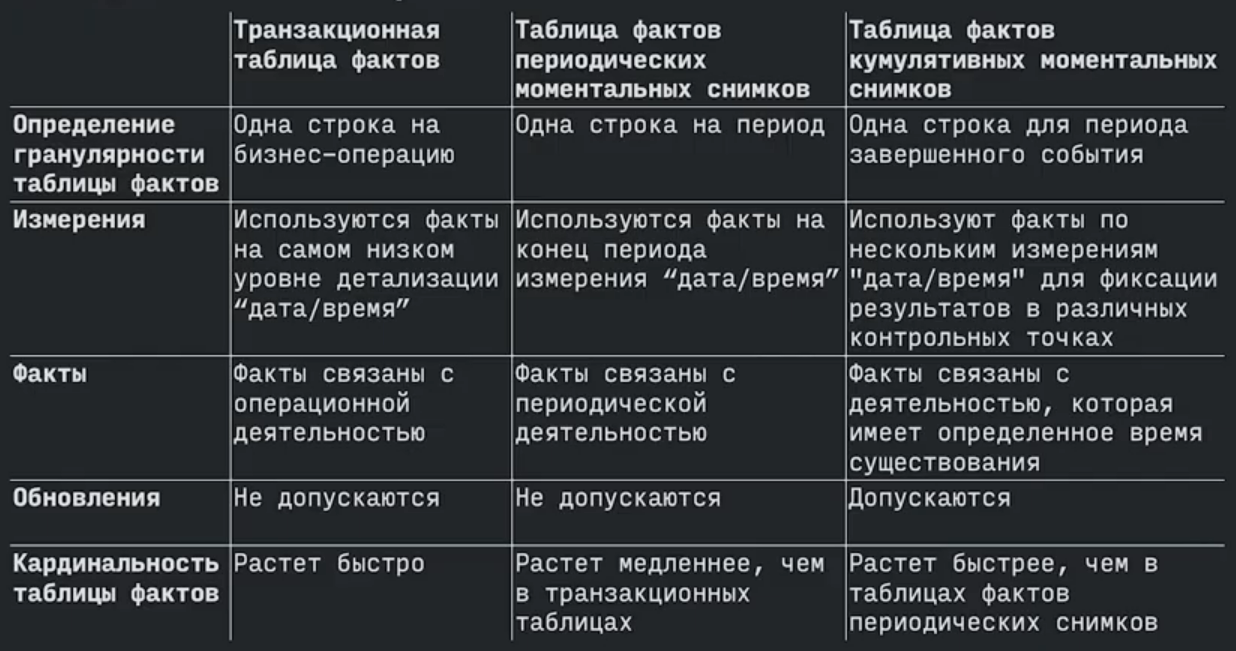 Транзакционная
таблица фактов
Таблица фактов
периодических
моментальных снимков
Таблица фактов
кумулятивных моментальных
снимков
Определение
гранулярности
таблицы фактов
Одна строка на
бизнес-операцию
Одна строка на период
Одна строка для периода
завершенного события
Измерения
Используются факты
на самом низком
уровне детализации
“дата/время”
Используются факты на
конец периода
измерения “дата/время”
Используют факты по
нескольким измерениям
"дата/время" для фиксации
результатов в различных
контрольных точках
Факты
Факты связаны с
операционной
деятельностью
Факты связаны с
периодической
деятельностью
Факты связаны с
деятельностью, которая
имеет определенное время
существования
Обновления
Не допускаются
Не допускаются
Допускаются
Кардинальность
таблицы фактов
Растет быстро
Растет медленнее, чем
в транзакционных
таблицах
Растет быстрее, чем в
таблицах фактов
периодических снимков